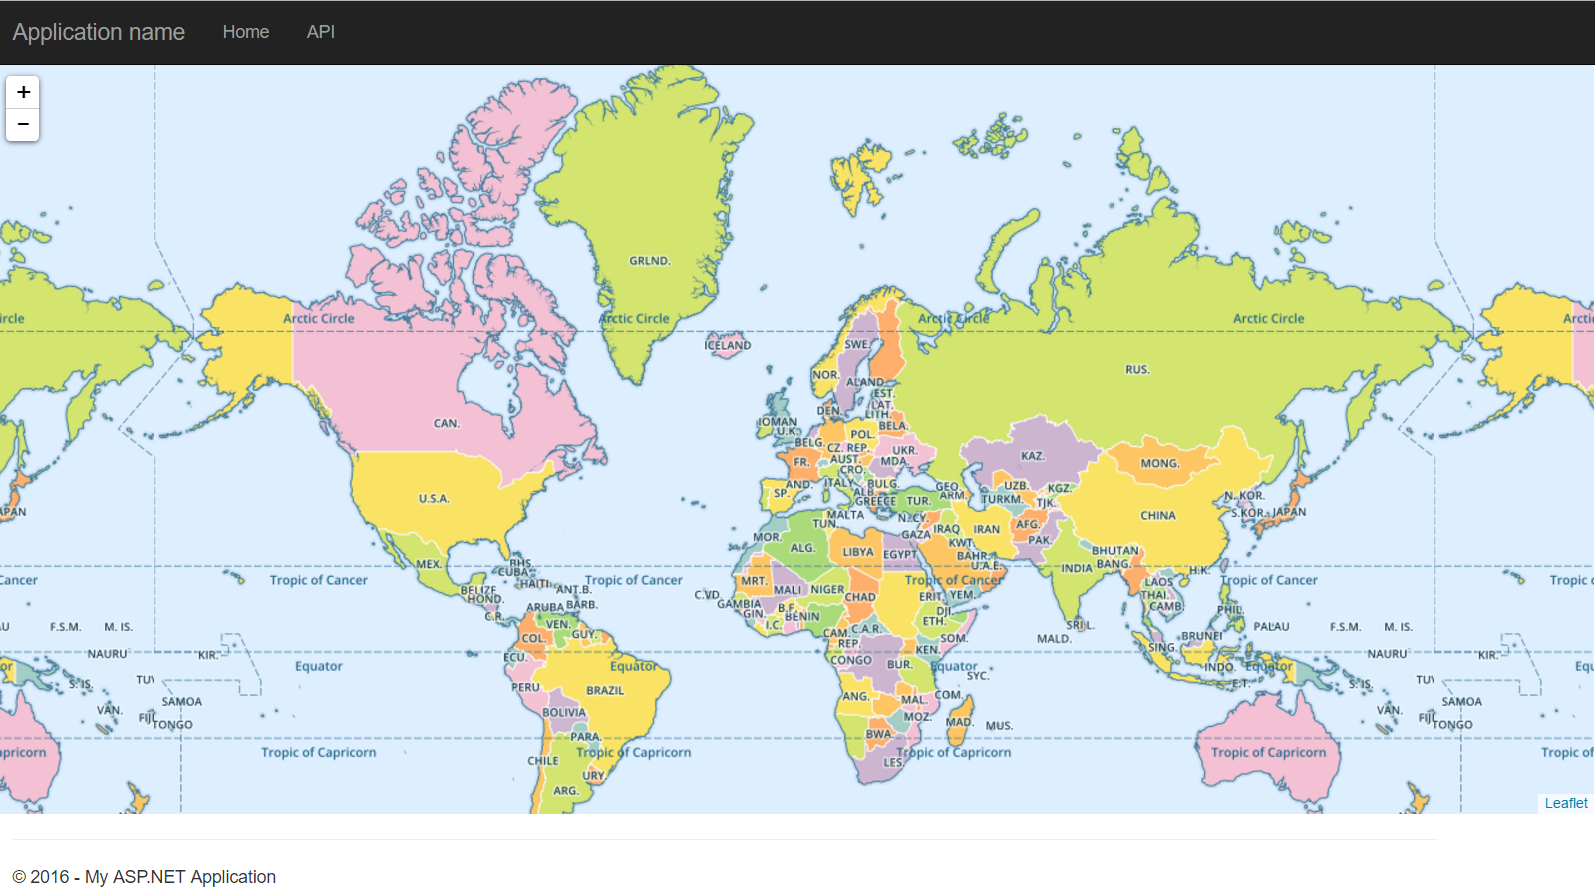 Application name Home API
+
−
GRLND.
ircle Arctic Circle Arctic Circle Arctic Circle Arctic Circle Arctic
ICELAND SWE.
RUS.
NOR. ALAND
EST.
LAT.
DEN. LITH.
IOMAN CAN. BELA.
U.K. POL.
BELG. CZ. REP. UKR.
FR. AUST. MDA. KAZ. MONG.
CRO.
AND. ITALY BULG. UZB. KGZ.
U.S.A. SP. ALB. GEO. N. KOR.
GREECE TUR. ARM. TURKM. TJK.
APAN MALTA CHINA S.KOR. JAPAN
TUN. N.CY. AFG.
MOR. GAZA IRAQ IRAN
ALG. LIBYA EGYPT KWT. PAK.
MEX. BHS. BAHR. BHUTAN
CUBA U.A.E. INDIA BANG. H.K.
Cancer Tropic of Cancer Tropic of Cancer Tropic of Cancer Tropic of Cancer Tropic o
HAITI MRT. LAOS
BELIZE ANT.B. C.VD. MALI NIGER CHAD ERIT. YEM. THAI.
HOND. ARUBA BARB. GAMBIA B.F. DJI. CAMB. PHIL.
C.R. GIN. BENIN ETH.
VEN. I.C. SRI L.
F.S.M. M. IS. COL. GUY. CAM. C.A.R. SOM. MALD. BRUNEI PALAU F.S.M. M. IS.
REP. KEN. SING.
NAURU KIR. ECU. CONGO BUR. NAURU KIR.
or Equator Equator Equator INDO. Equator Equ
TUV S. IS. PERU BRAZIL SYC. E.T. S. IS. TUV
SAMOA ANG. MAL. COM. SAMOA
VAN. BOLIVIA VAN.
FIJI TONGO MOZ. MAD. MUS. FIJI TONGO
PARA. BWA.
apricorn Tropic of Capricorn Tropic of Capricorn Tropic of Capricorn Tropic of Capricorn Tropic of
CHILE LES.
URY.
ARG.
Leaflet
© 2016 - My ASP.NET Application